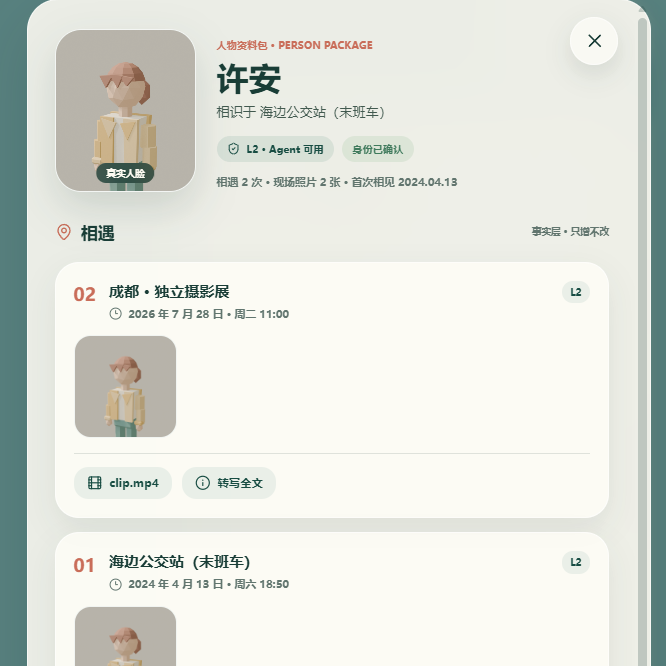 人物资料包 • PERSON PACKAGE
许安
相识于 海边公交站（末班车）
L2 • Agent 可用
身份已确认
真实人脸
相遇 2 次 • 现场照片 2 张 • 首次相见 2024.04.13
相遇
事实层 • 只增不改
02
成都 • 独立摄影展
L2
2026 年 7 月 28 日 • 周二 11:00
clip.mp4
转写全文
01
海边公交站（末班车）
L2
2024 年 4 月 13 日 • 周六 18:50